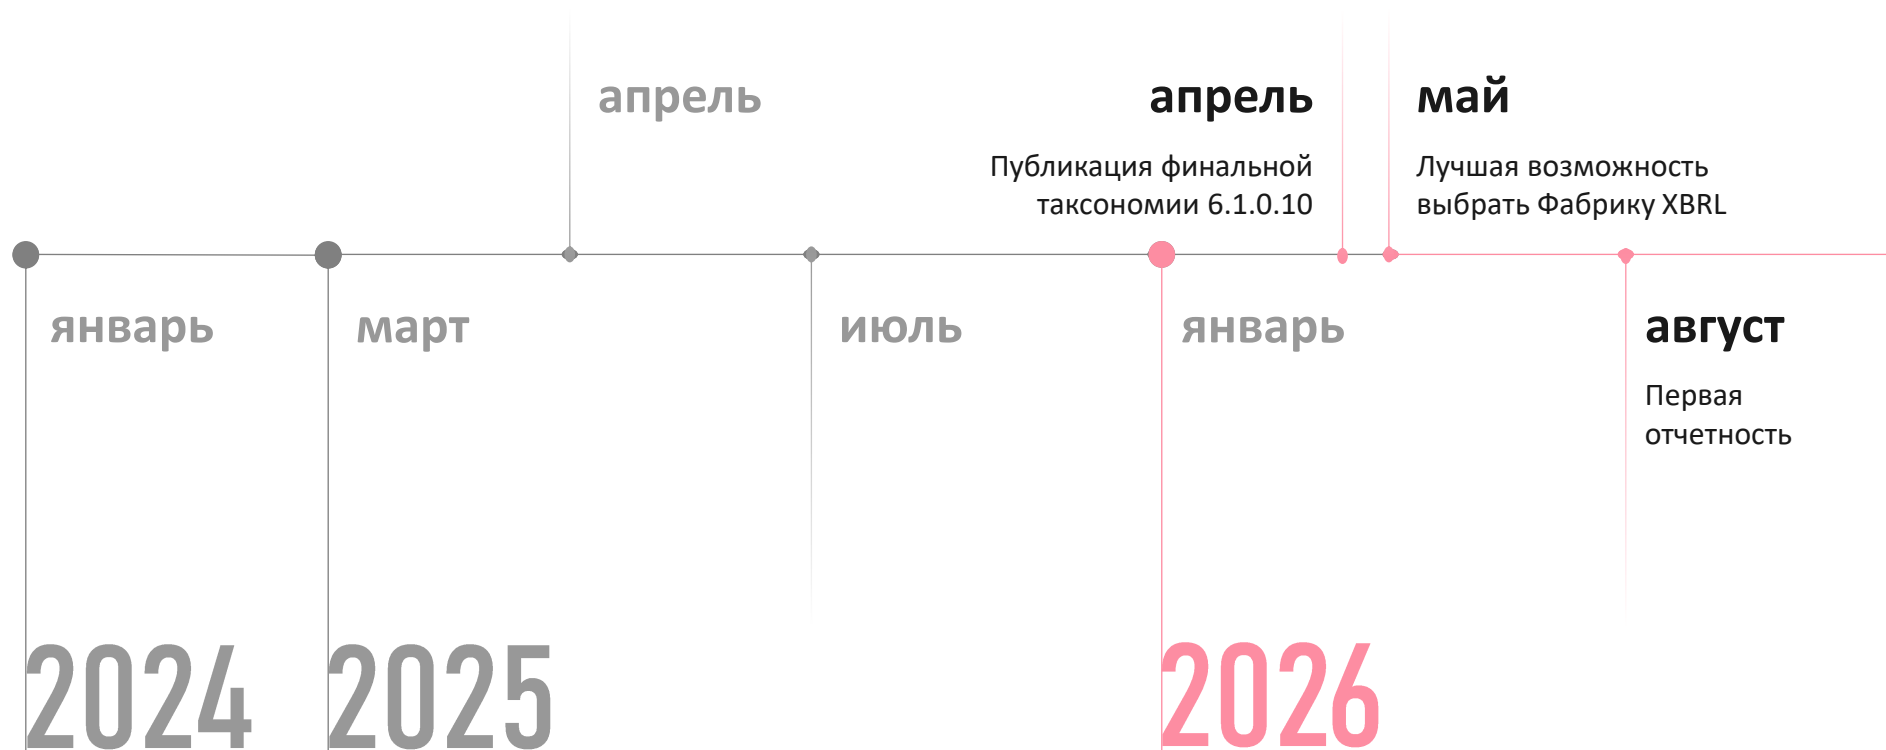 апрель
апрель
Публикация финальной
таксономии 6.1.0.10
май
Лучшая возможность
выбрать Фабрику XBRL
январь
март
июль
январь
август
Первая
отчетность
2024
2025
2026